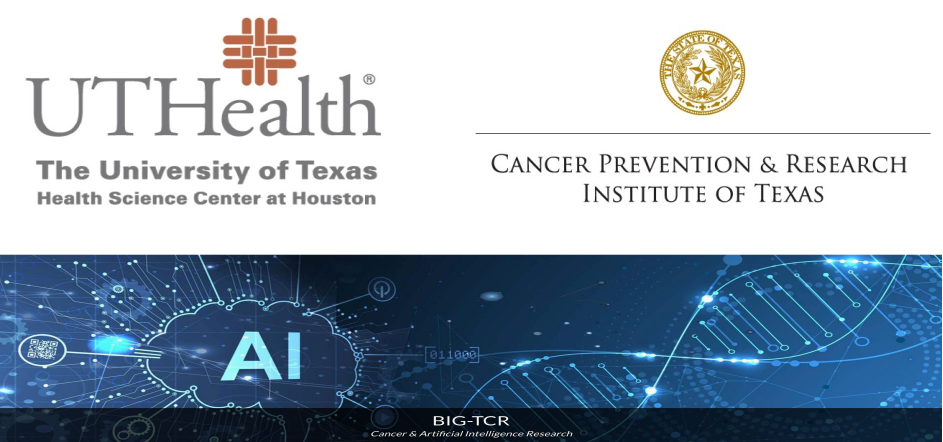 UTHealth®
The University of Texas
Health Science Center at Houston
THE STATE OF TEXAS
CANCER PREVENTION & RESEARCH
INSTITUTE OF TEXAS
AI
011000
BIG-TCR
Cancer & Artificial Intelligence Research